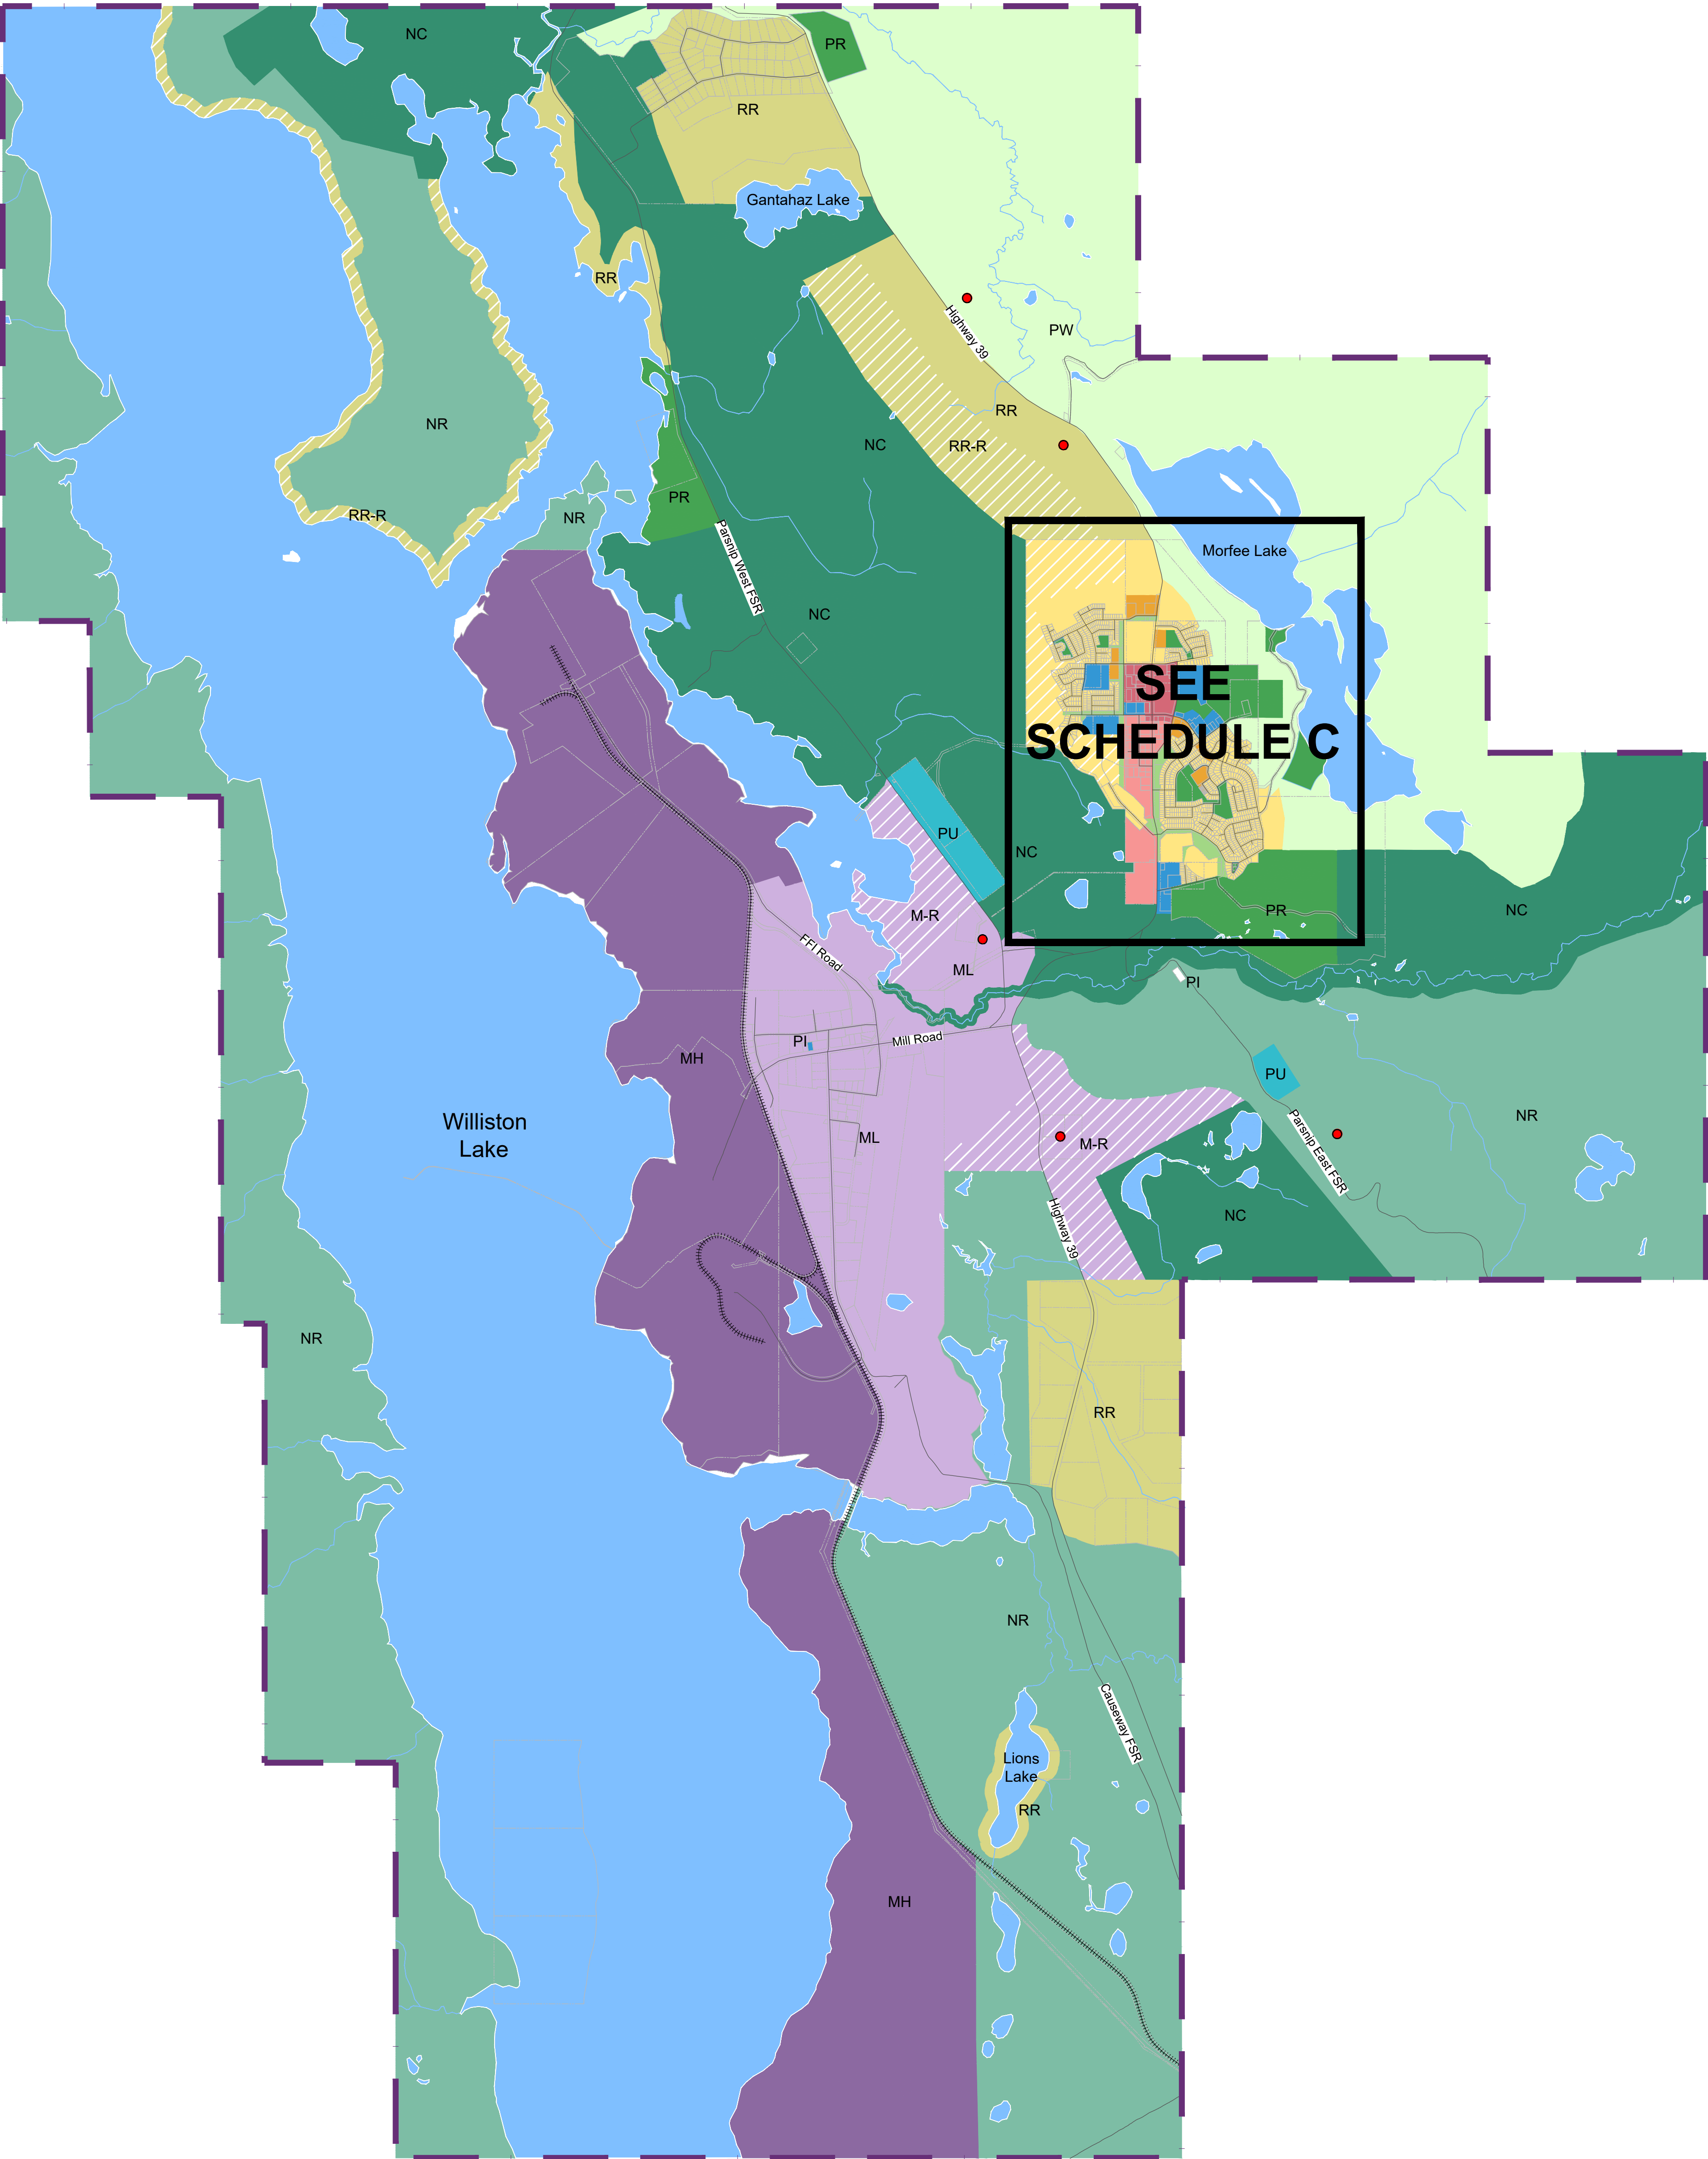 NC
PR
RR
Gantahaz Lake
RR
Highway 39
PW
RR
NR
NC
RR-R
PR
RR-R
NR
Morfee Lake
Parsnip West FSR
NC
SEE
SCHEDULE C
PU
NC
PR
NC
M-R
FFI Road
ML
PI
Mill Road
PI
MH
PU
Williston
Lake
NR
Parsnip East FSR
ML
M-R
NC
Highway 39
NR
RR
NR
Causeway FSR
Lions
Lake
RR
MH